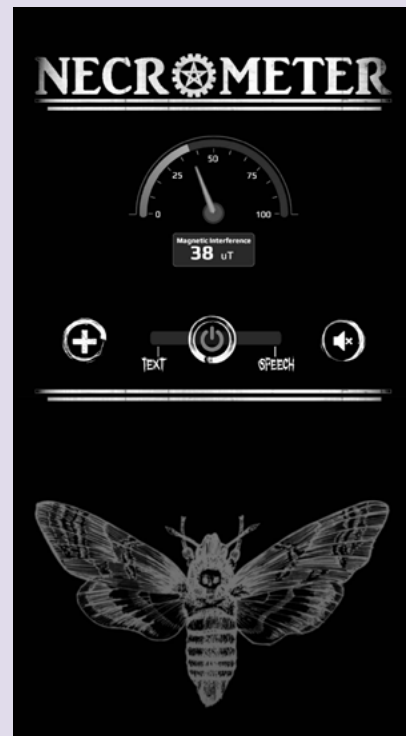 NECROMETER
50
25 75
0 100
Magnetic Interference
38 uT
TEXT SPEECH